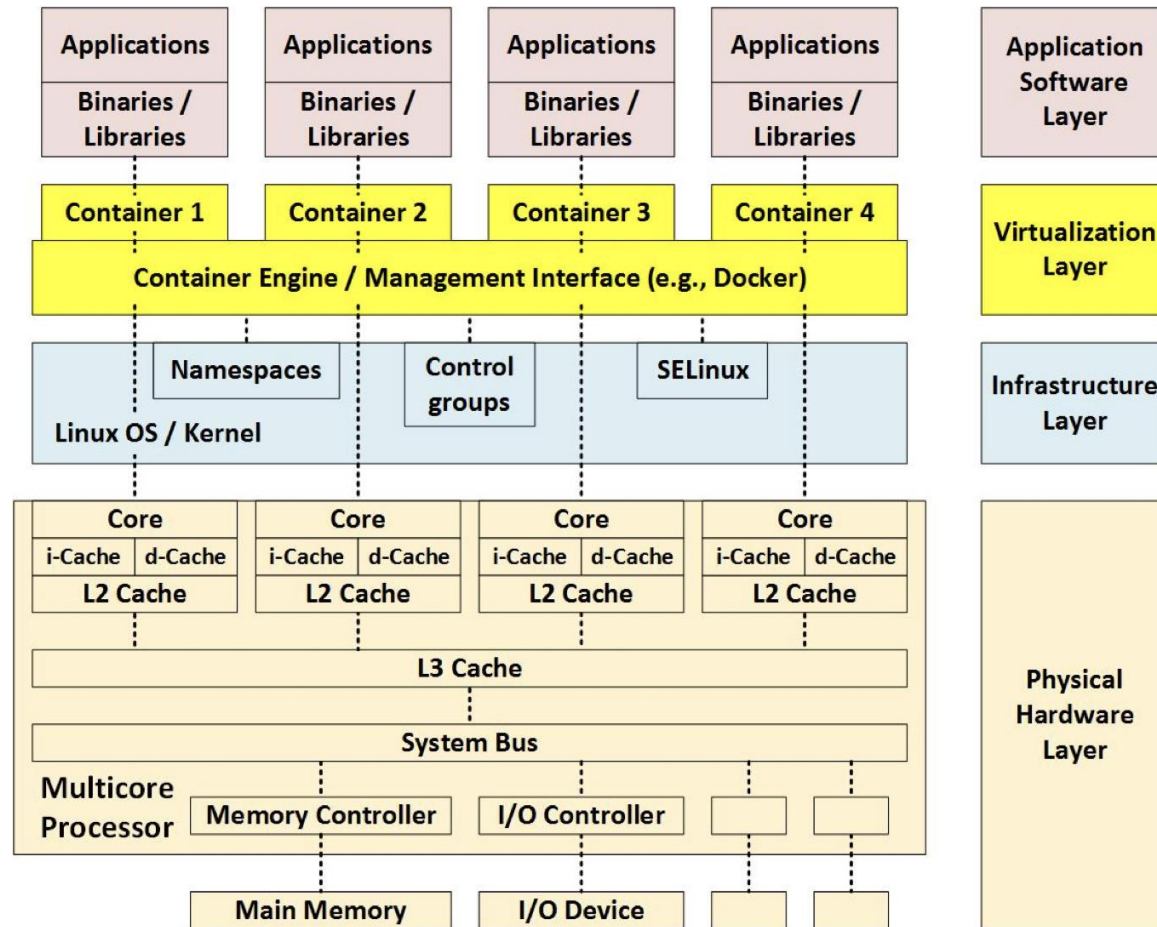 Applications
Applications
Applications
Applications
Binaries /
Libraries
Binaries /
Libraries
Binaries /
Libraries
Binaries /
Libraries
Application
Software
Layer
Container 1
Container 2
Container 3
Container 4
Container Engine / Management Interface (e.g., Docker)
Virtualization
Layer
Namespaces
Control
groups
SELinux
Linux OS / Kernel
Infrastructure
Layer
Core
Core
Core
Core
i-Cache
d-Cache
i-Cache
d-Cache
i-Cache
d-Cache
i-Cache
d-Cache
L2 Cache
L2 Cache
L2 Cache
L2 Cache
L3 Cache
System Bus
Multicore
Processor
Memory Controller
I/O Controller
Main Memory
I/O Device
Physical
Hardware
Layer